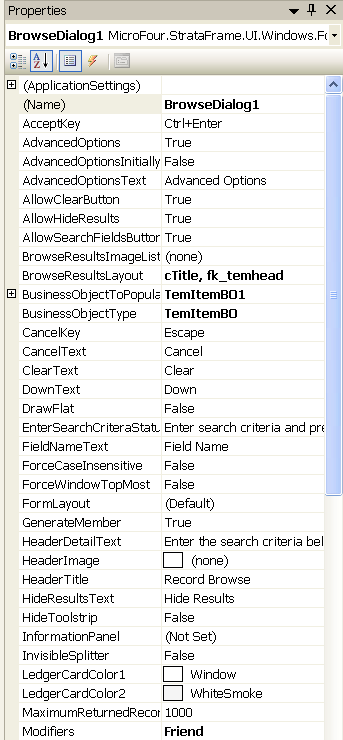 Properties
BrowseDialog1 MicroFour.StrataFrame.UI.Windows.Fo
(ApplicationSettings)
(Name) BrowseDialog1
AcceptKey Ctrl+Enter
AdvancedOptions True
AdvancedOptionsInitially False
AdvancedOptionsText Advanced Options
AllowClearButton True
AllowHideResults True
AllowSearchFieldsButton True
BrowseResultsImageList (none)
BrowseResultsLayout cTitle, fk_temhead
BusinessObjectToPopula TemItemBO1
BusinessObjectType TemItemBO
CancelKey Escape
CancelText Cancel
ClearText Clear
DownText Down
DrawFlat False
EnterSearchCriteraStatu Enter search criteria and pre
FieldNameText Field Name
ForceCaseInsensitive False
ForceWindowTopMost False
FormLayout (Default)
GenerateMember True
HeaderDetailText Enter the search criteria bel
HeaderImage (none)
HeaderTitle Record Browse
HideResultsText Hide Results
HideToolstrip False
InformationPanel (Not Set)
InvisibleSplitter False
LedgerCardColor1 Window
LedgerCardColor2 WhiteSmoke
MaximumReturnedRecor 1000
Modifiers Friend